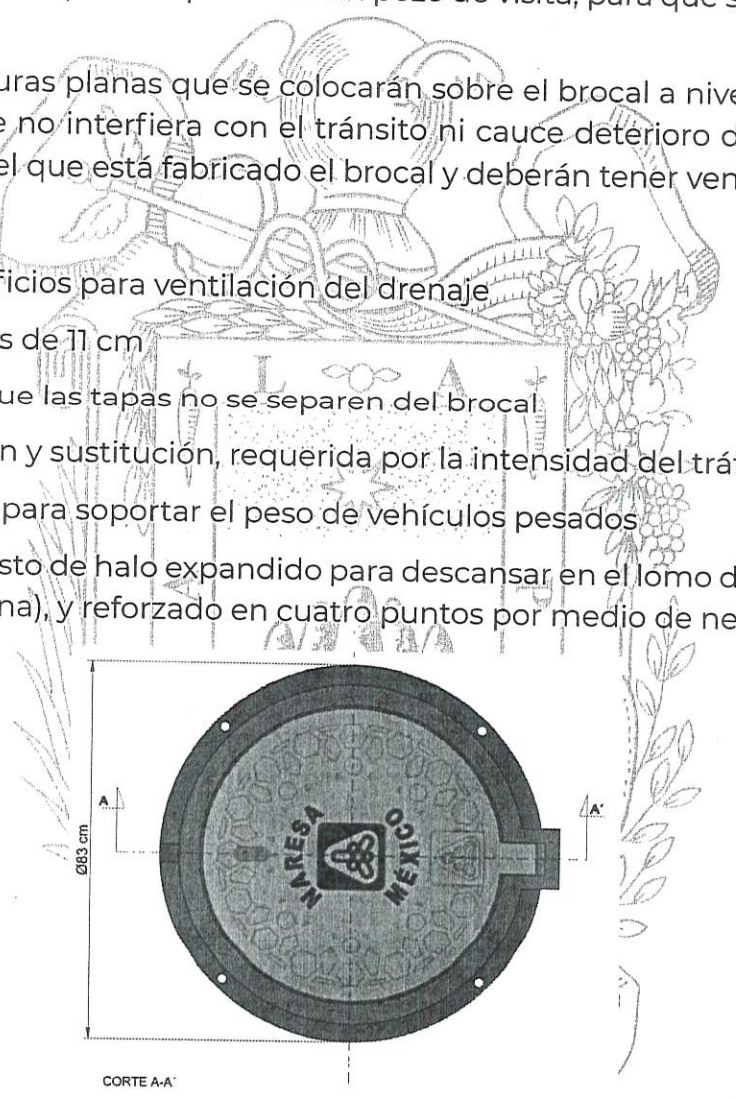 uras planas que se colocarán sobre el brocal a nive
e no interfiera con el tránsito ni cauce deterioro d
el que está fabricado el brocal y deberán tener ven
ficios para ventilación del drenaje
s de 11 cm
ue las tapas no se separen del brocal
n y sustitución, requerida por la intensidad del trá
para soportar el peso de vehículos pesados
sto de halo expandido para descansar en el lomo d
na), y reforzado en cuatro puntos por medio de ne
L A
A A'
Ø83 cm
NARESA
MÉXICO
CORTE A-A'